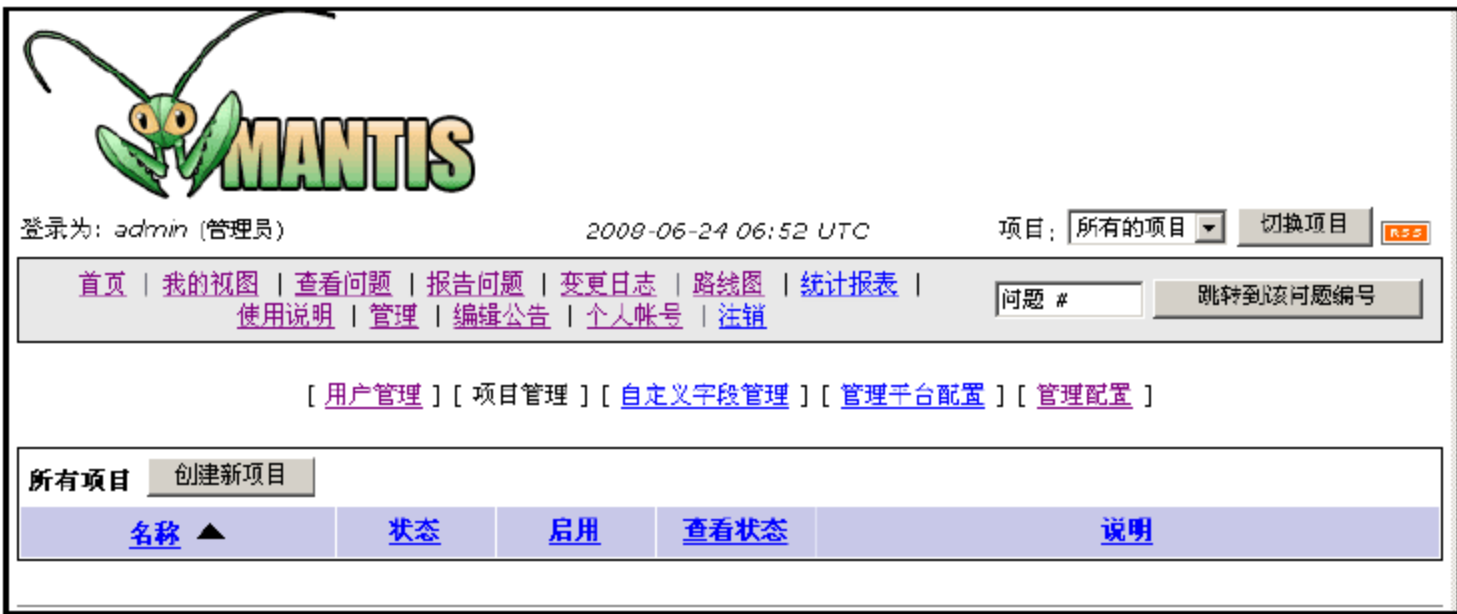 MANTIS
登录为: admin (管理员) 2008-06-24 06:52 UTC 项目: 所有的项目 切换项目 RSS
首页 | 我的视图 | 查看问题 | 报告问题 | 变更日志 | 路线图 | 统计报表 |
使用说明 | 管理 | 编辑公告 | 个人帐号 | 注销
问题 # 跳转到该问题编号
[ 用户管理 ] [ 项目管理 ] [ 自定义字段管理 ] [ 管理平台配置 ] [ 管理配置 ]
所有项目 创建新项目
名称 ▲ 状态 启用 查看状态 说明